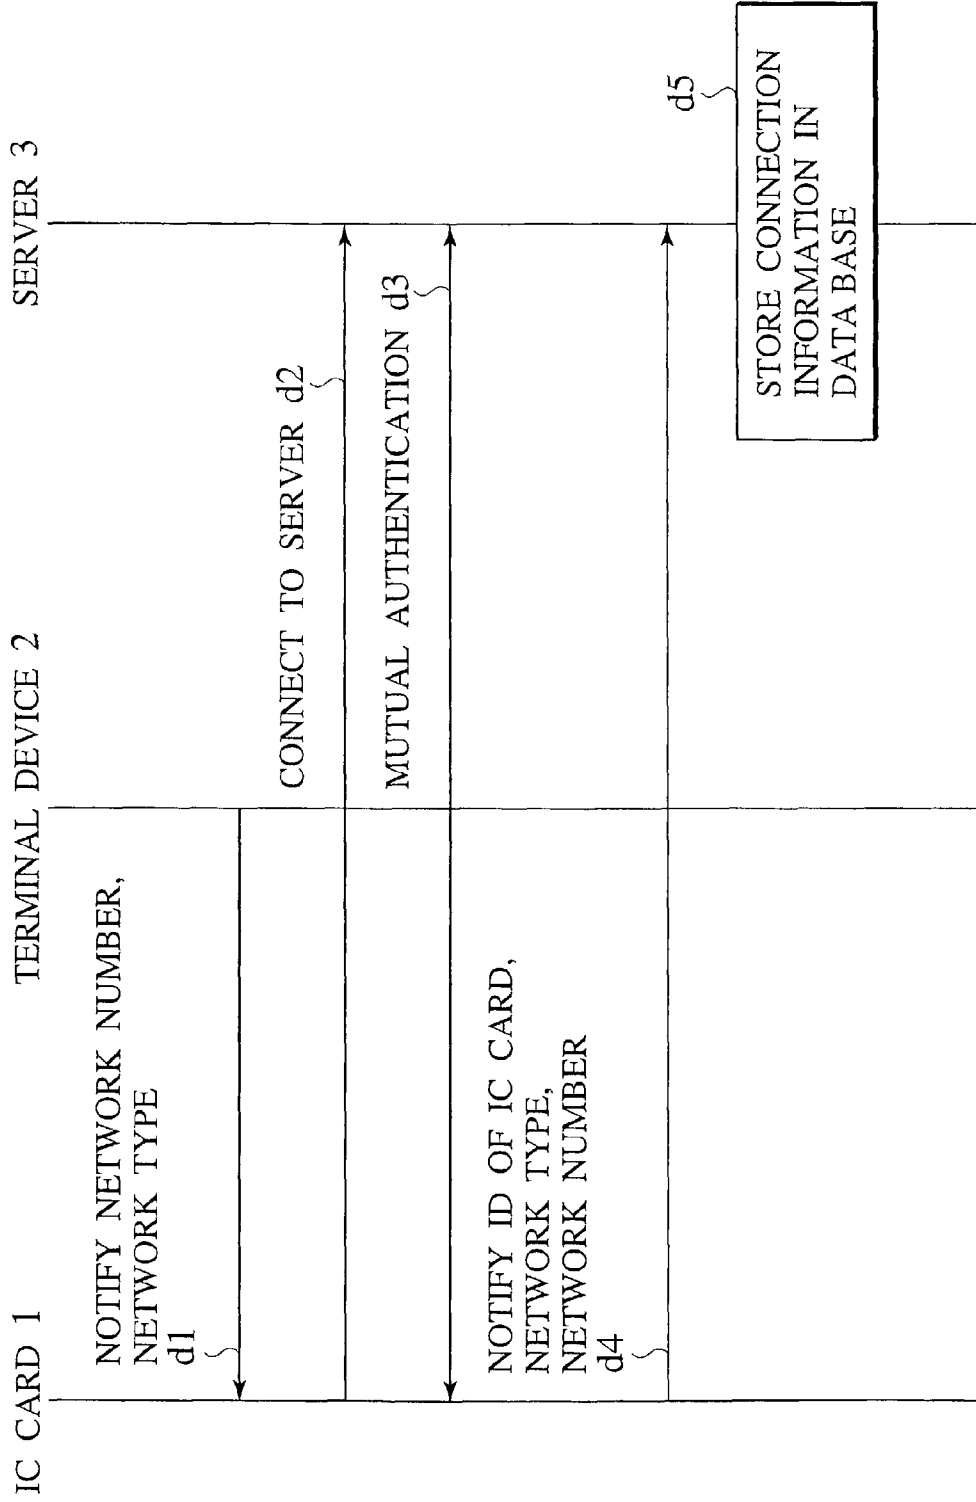 IC CARD 1
TERMINAL DEVICE 2
SERVER 3
NOTIFY NETWORK NUMBER,
NETWORK TYPE
d1
CONNECT TO SERVER d2
MUTUAL AUTHENTICATION d3
NOTIFY ID OF IC CARD,
NETWORK TYPE,
NETWORK NUMBER
d4
d5
STORE CONNECTION
INFORMATION IN
DATA BASE